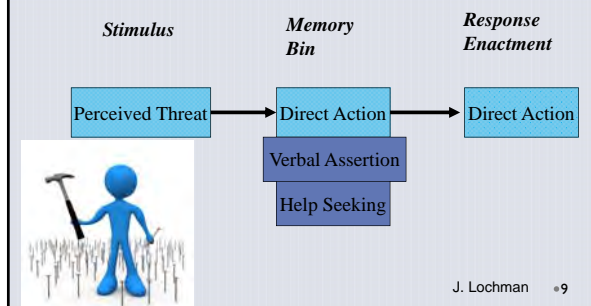 Stimulus
Memory
Bin
Response
Enactment
Perceived Threat
Direct Action
Direct Action
Verbal Assertion
Help Seeking
J. Lochman •9